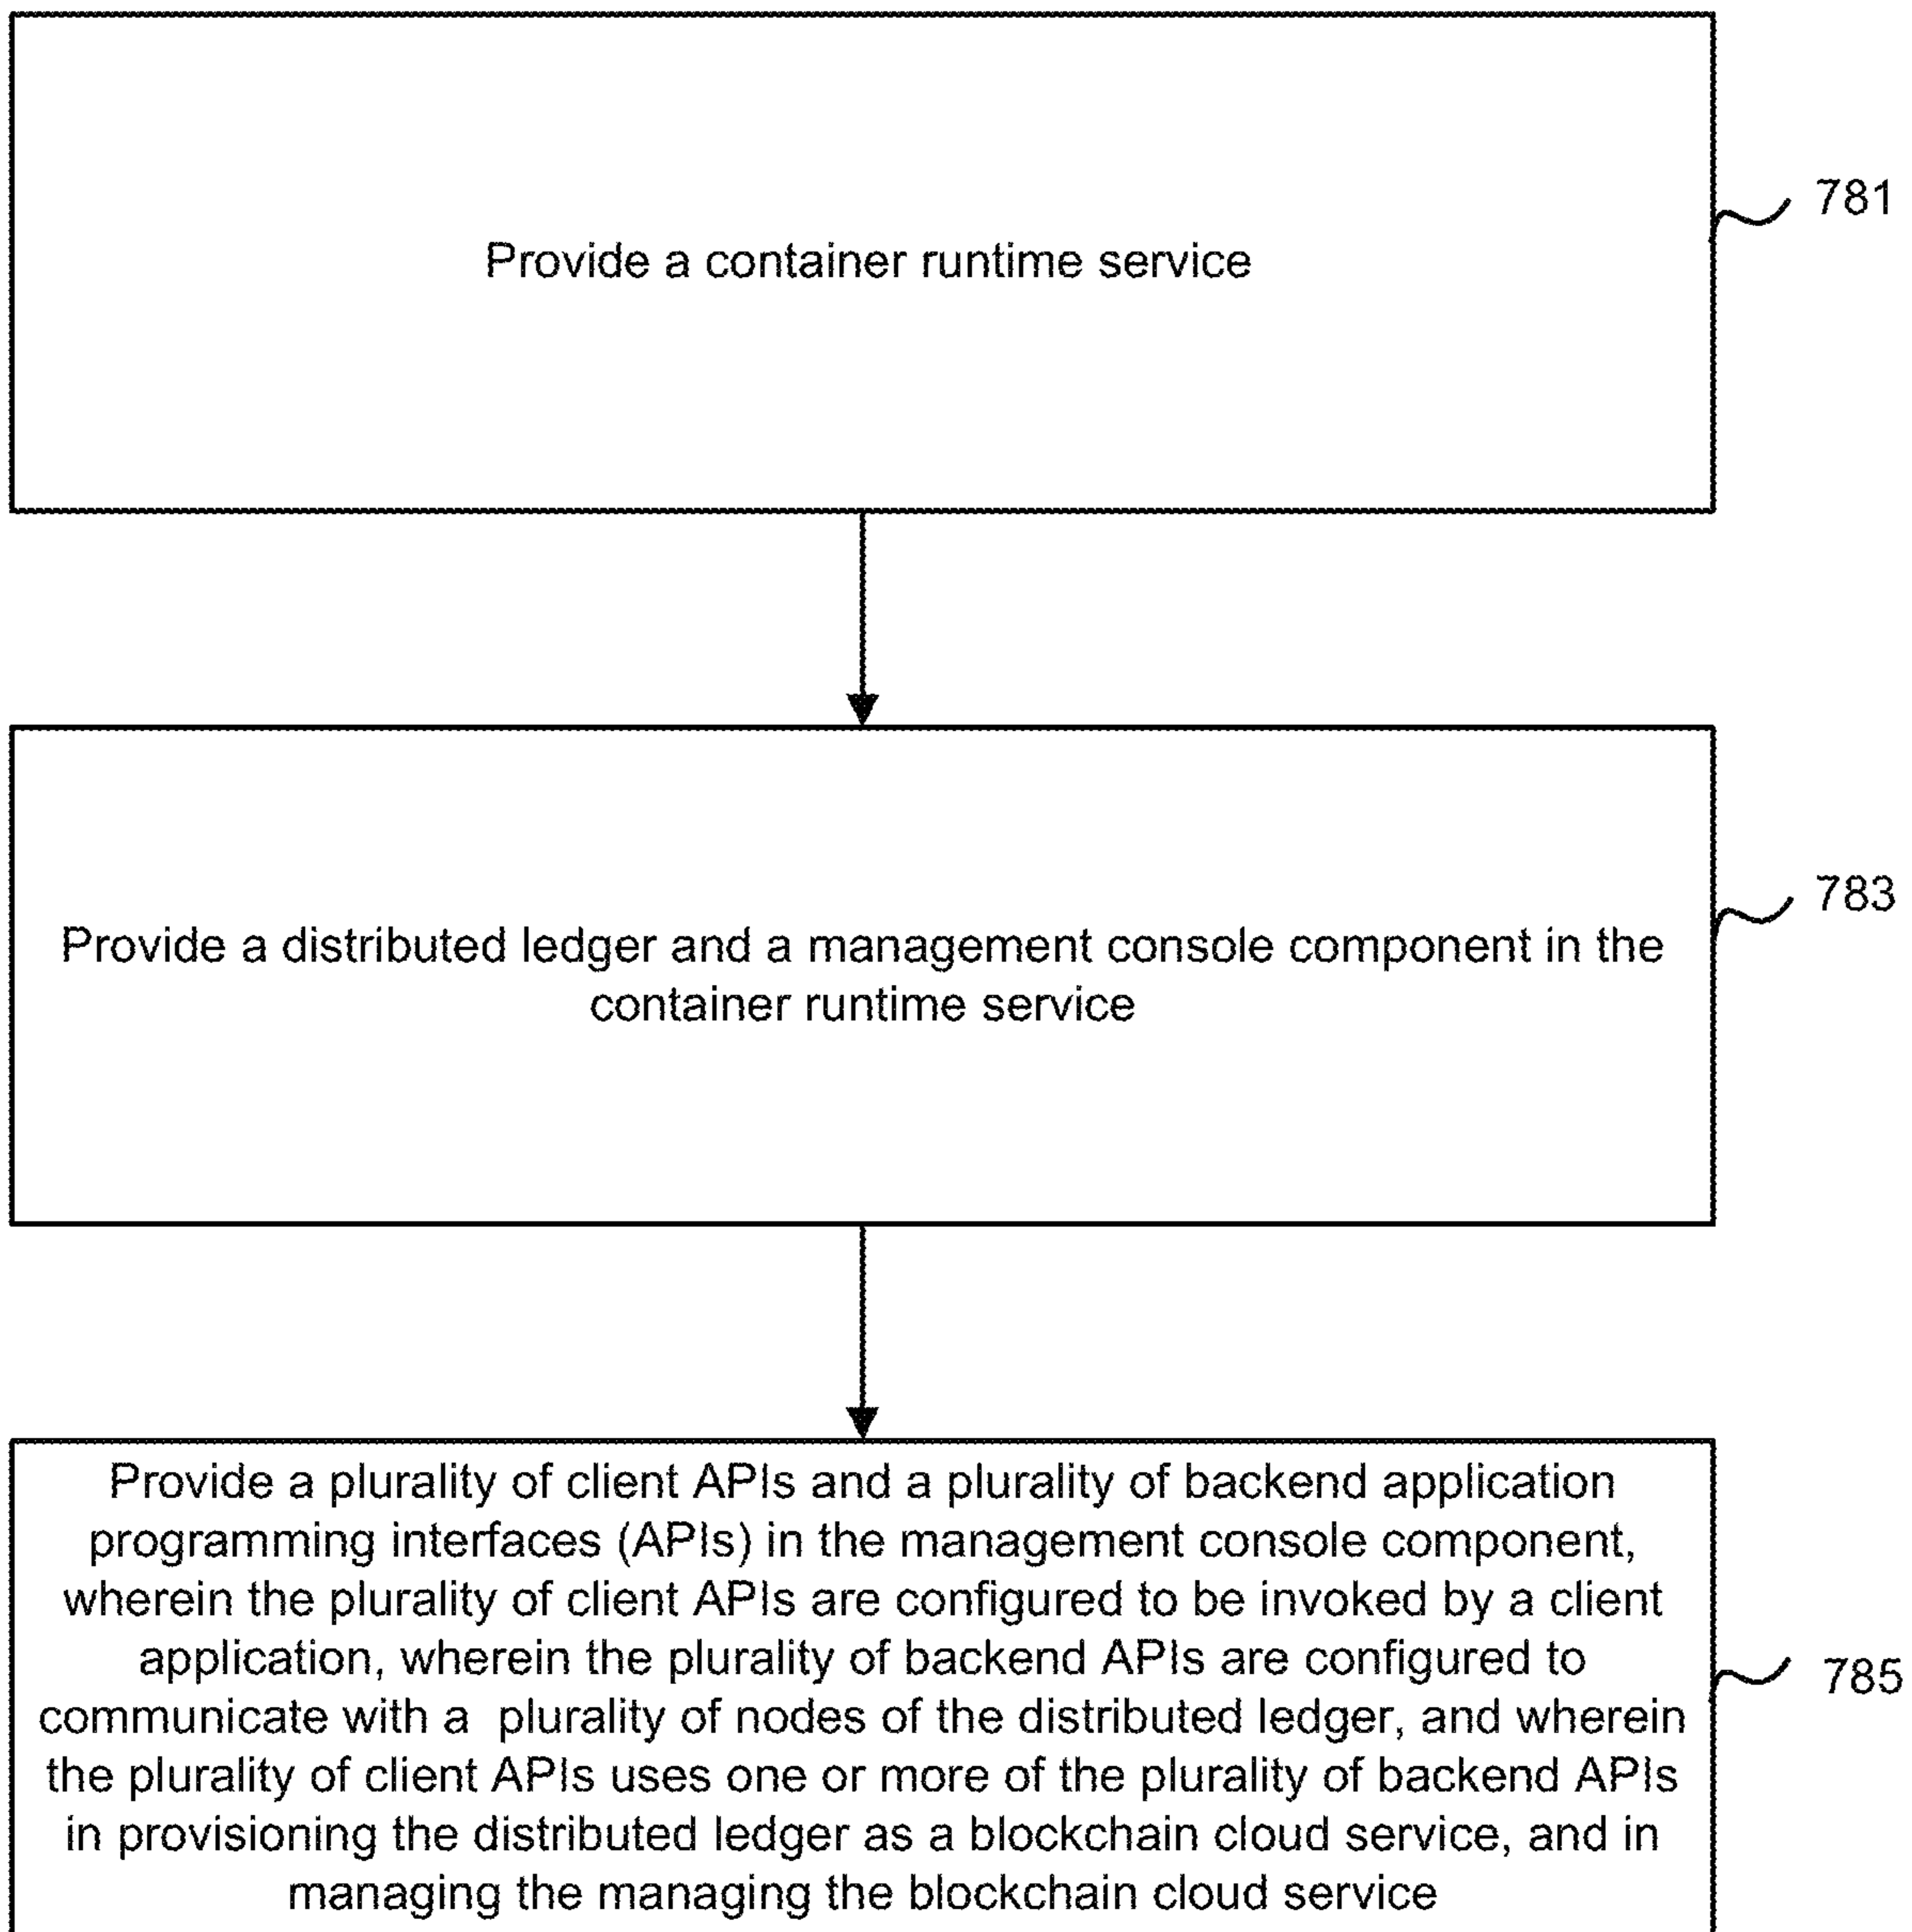 Provide a container runtime service
781
Provide a distributed ledger and a management console component in the
container runtime service
783
Provide a plurality of client APIs and a plurality of backend application
programming interfaces (APIs) in the management console component,
wherein the plurality of client APIs are configured to be invoked by a client
application, wherein the plurality of backend APIs are configured to
communicate with a plurality of nodes of the distributed ledger, and wherein
the plurality of client APIs uses one or more of the plurality of backend APIs
in provisioning the distributed ledger as a blockchain cloud service, and in
managing the managing the blockchain cloud service
785